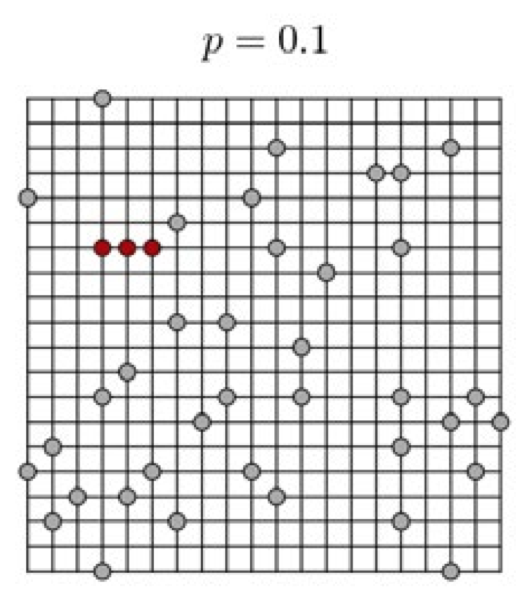 p = 0.1